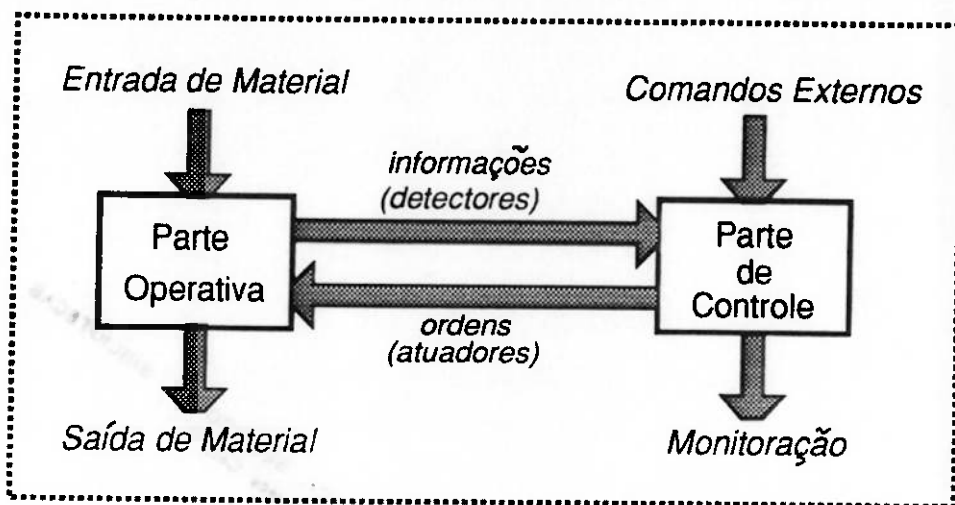 Entrada de Material
Comandos Externos
informações
(detectores)
Parte
Operativa
Parte
de
Controle
ordens
(atuadores)
Saída de Material
Monitoração